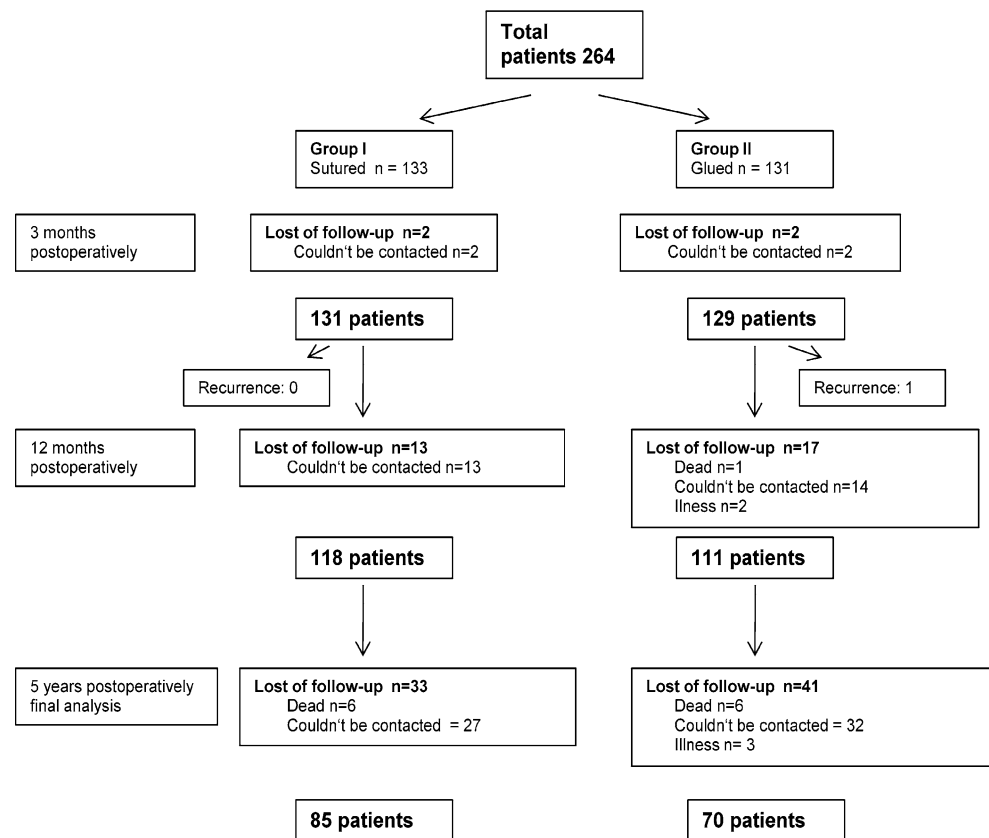 Total
patients 264
Group I
Sutured n = 133
Group II
Glued n = 131
3 months
postoperatively
Lost of follow-up n=2
Couldn't be contacted n=2
Lost of follow-up n=2
Couldn't be contacted n=2
131 patients
129 patients
Recurrence: 0
Recurrence: 1
12 months
postoperatively
Lost of follow-up n=13
Couldn't be contacted n=13
Lost of follow-up n=17
Dead n=1
Couldn't be contacted n=14
Ilness n=2
118 patients
111 patients
5 years postoperatively
final analysis
Lost of follow-up n=33
Dead n=6
Couldn't be contacted = 27
Lost of follow-up n=41
Dead n=6
Couldn't be contacted = 32
Illness n= 3
85 patients
70 patients